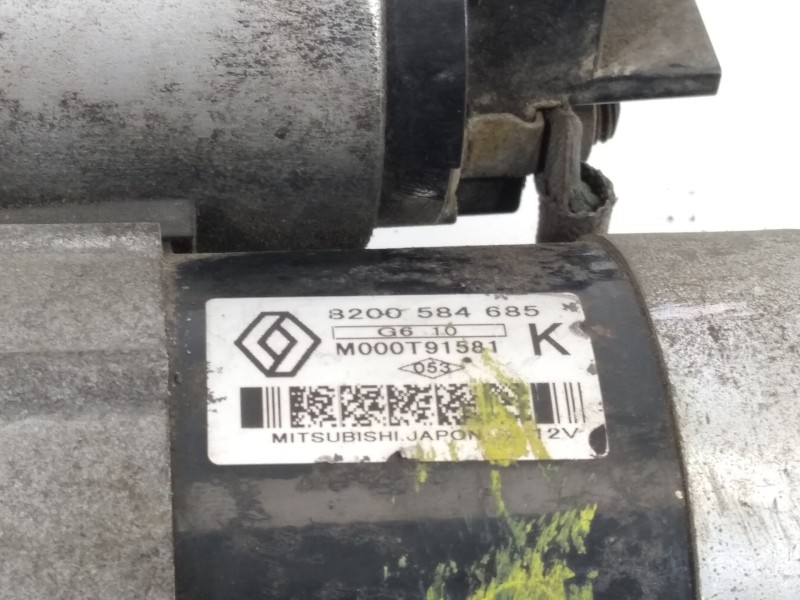 8200 584 685
G6 10
M000T91581
K
053
MITSUBISHI.JAPON 12V